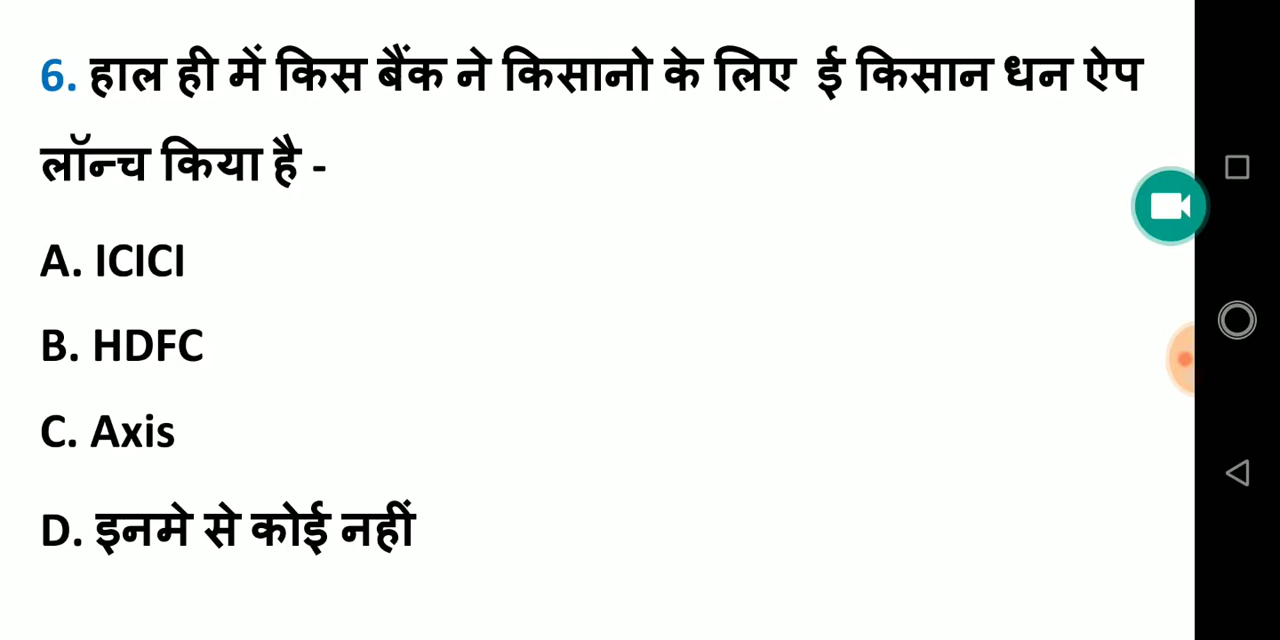 6. हाल ही में किस बैंक ने किसानो के लिए ई किसान धन ऐप
लॉन्च किया है -
A. ICICI
B. HDFC
C. Axis
D. इनमे से कोई नहीं